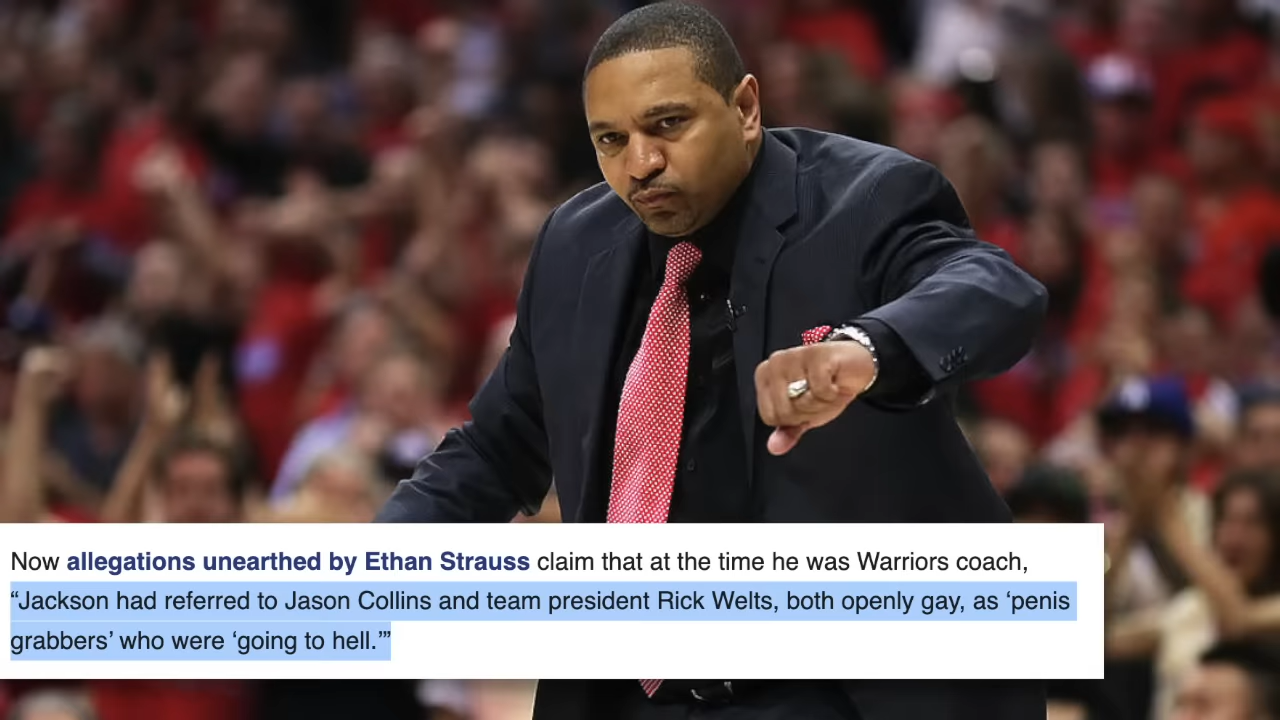 Now allegations unearthed by Ethan Strauss claim that at the time he was Warriors coach,
“Jackson had referred to Jason Collins and team president Rick Welts, both openly gay, as ‘penis
grabbers’ who were ‘going to hell.’”